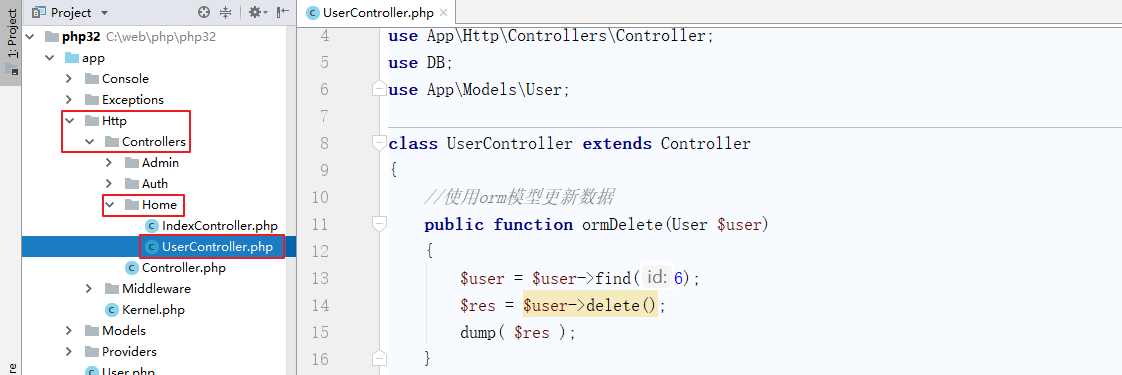 1: Project
Project
php32 C:\web\php\php32
app
Console
Exceptions
Http
Controllers
Admin
Auth
Home
IndexController.php
UserController.php
Controller.php
Middleware
Kernel.php
Models
Providers
User.php
UserController.php
4 use App\Http\Controllers\Controller;
5 use DB;
6 use App\Models\User;
7
8 class UserController extends Controller
9 {
10 //使用orm模型更新数据
11 public function ormDelete(User $user)
12 {
13 $user = $user->find( id: 6);
14 $res = $user->delete();
15 dump( $res );
16 }